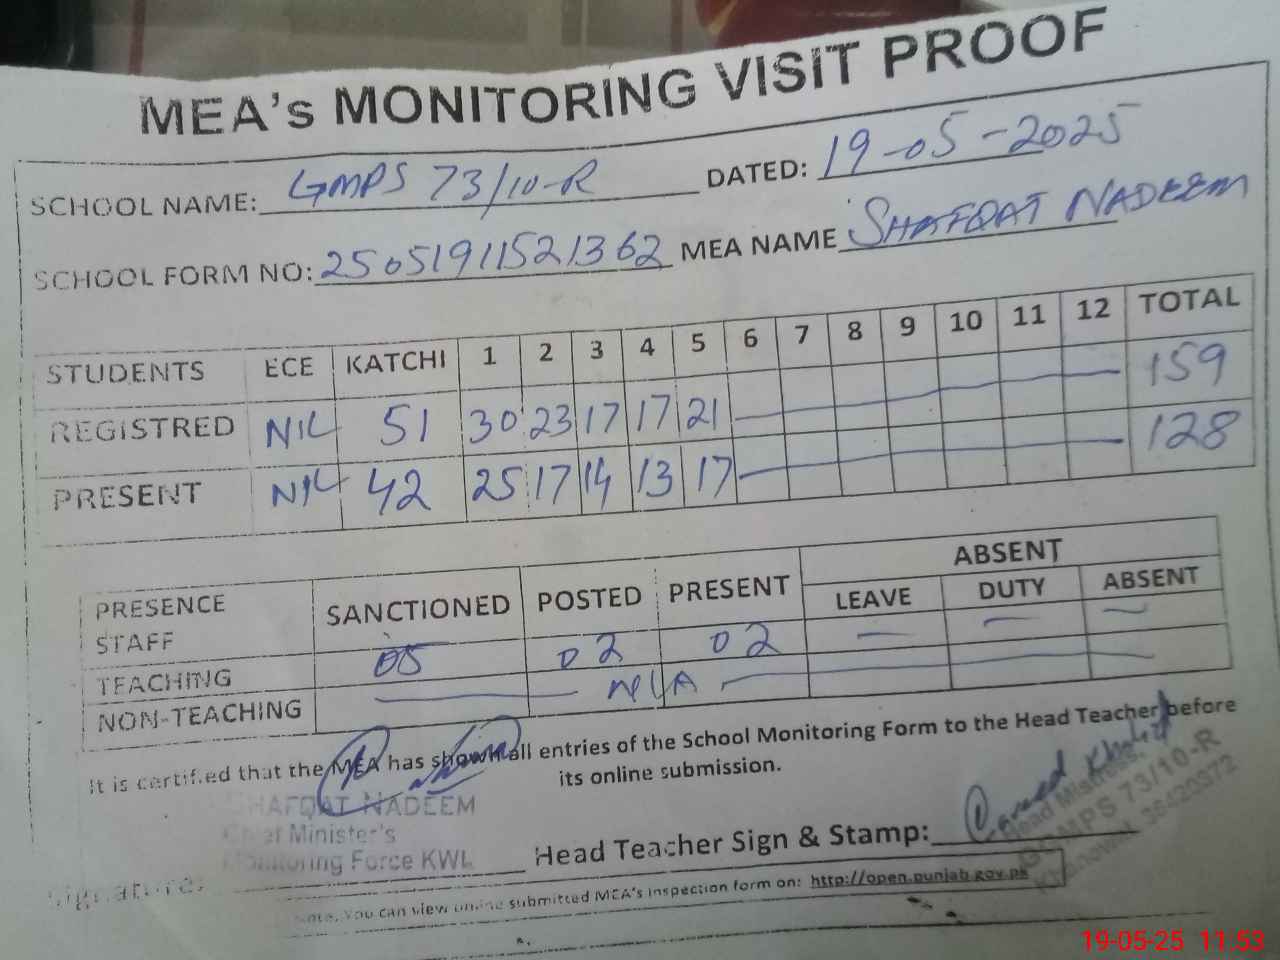 MEA's MONITORING VISIT PROOF
SCHOOL NAME: GMPS 73/10-R DATED: 19-05-2025
SCHOOL FORM NO: 25051911521362 MEA NAME SHAFQAT NADEEM
STUDENTS ECE KATCHI 1 2 3 4 5 6 7 8 9 10 11 12 TOTAL
REGISTRED NIL 51 30 23 17 17 21 — 159
PRESENT NIL 42 25 17 14 13 17 — 128
PRESENCE STAFF SANCTIONED POSTED PRESENT ABSENT
LEAVE DUTY ABSENT
TEACHING 05 02 02 — — —
NON-TEACHING — N/A —
It is certified that the MEA has shown all entries of the School Monitoring Form to the Head Teacher before
its online submission.
SHAFQAT NADEEM
Chief Minister's
Monitoring Force KWL
Signature:
Head Teacher Sign & Stamp:
Head Mistress
GGMPS 73/10-R
Note. You can view online submitted MEA's inspection form on: http://open.punjab.gov.pk
19-05-25 11:53